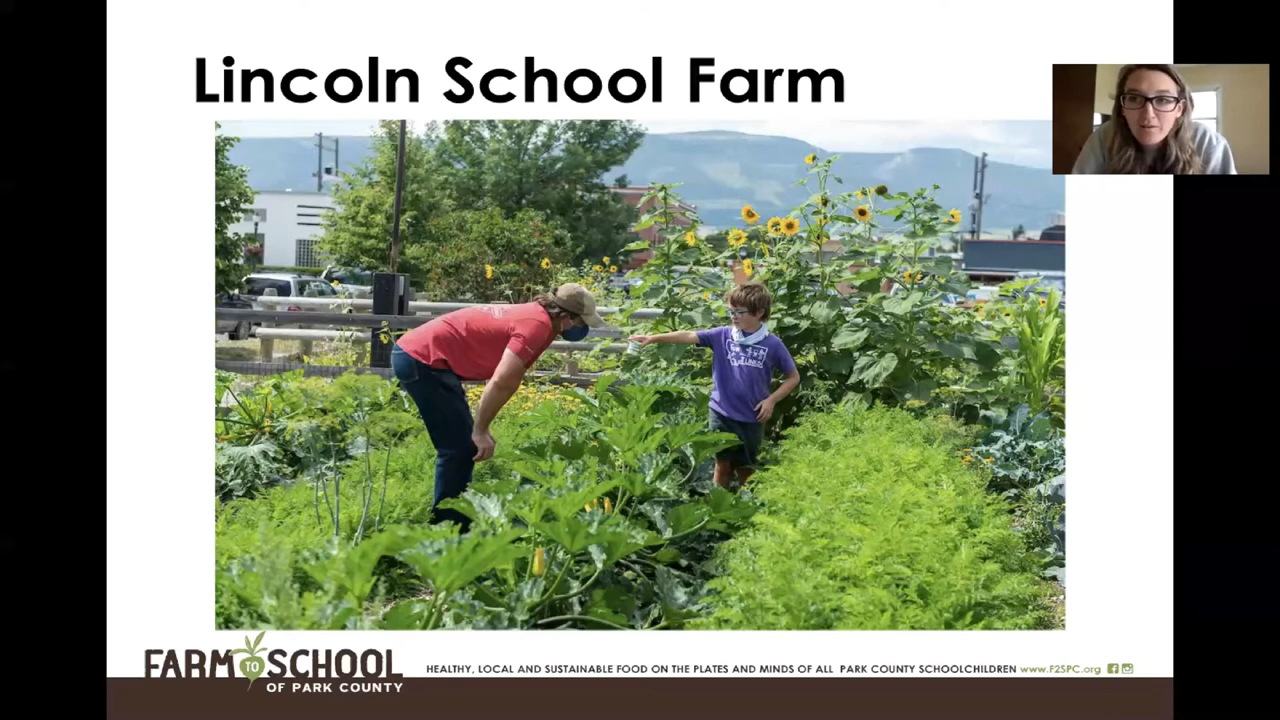 Lincoln School Farm
FARM TO SCHOOL
OF PARK COUNTY
HEALTHY, LOCAL AND SUSTAINABLE FOOD ON THE PLATES AND MINDS OF ALL PARK COUNTY SCHOOLCHILDREN www.F2SPC.org